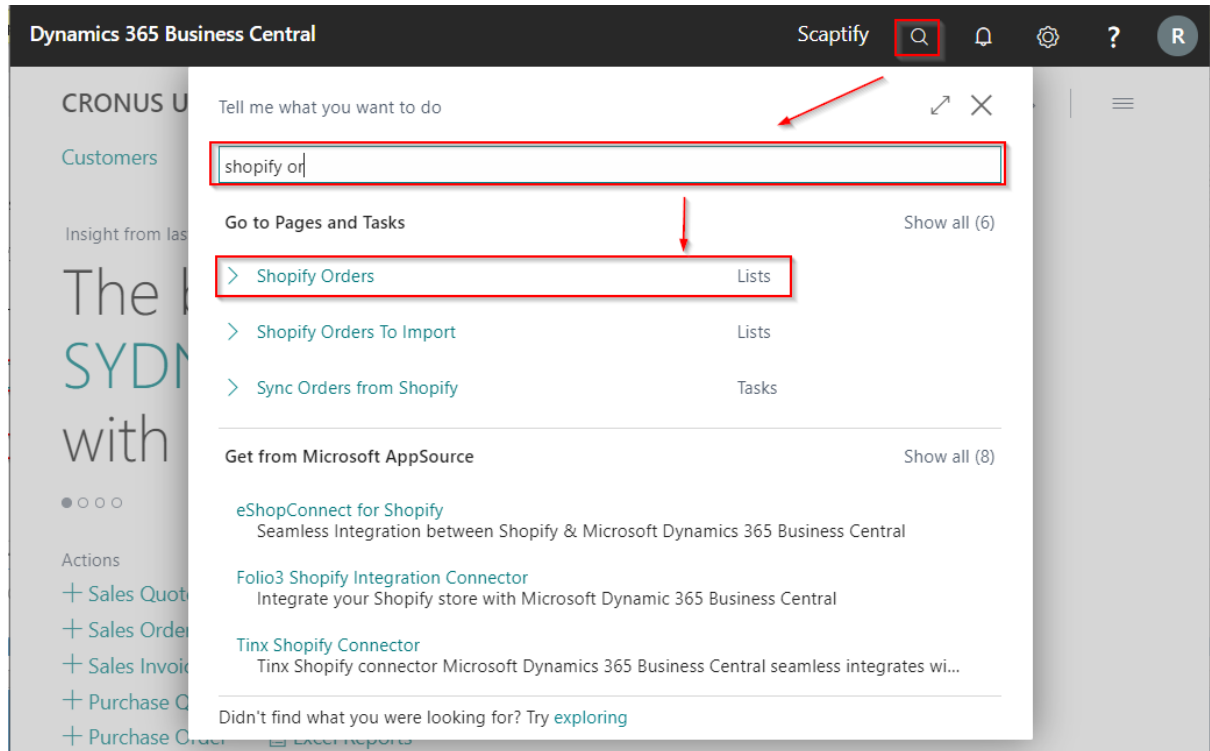 Dynamics 365 Business Central Scaptify ? R
CRONUS U
Tell me what you want to do
Customers
shopify or
Go to Pages and Tasks Show all (6)
Insight from las
Shopify Orders Lists
The
Shopify Orders To Import Lists
SYDN
Sync Orders from Shopify Tasks
with
Get from Microsoft AppSource Show all (8)
eShopConnect for Shopify
Seamless Integration between Shopify & Microsoft Dynamics 365 Business Central
Actions
Folio3 Shopify Integration Connector
+ Sales Quot
Integrate your Shopify store with Microsoft Dynamic 365 Business Central
+ Sales Order
Tinx Shopify Connector
+ Sales Invoic
Tinx Shopify connector Microsoft Dynamics 365 Business Central seamless integrates wi...
+ Purchase Q
Didn't find what you were looking for? Try exploring
+ Purchase Order Excel Reports